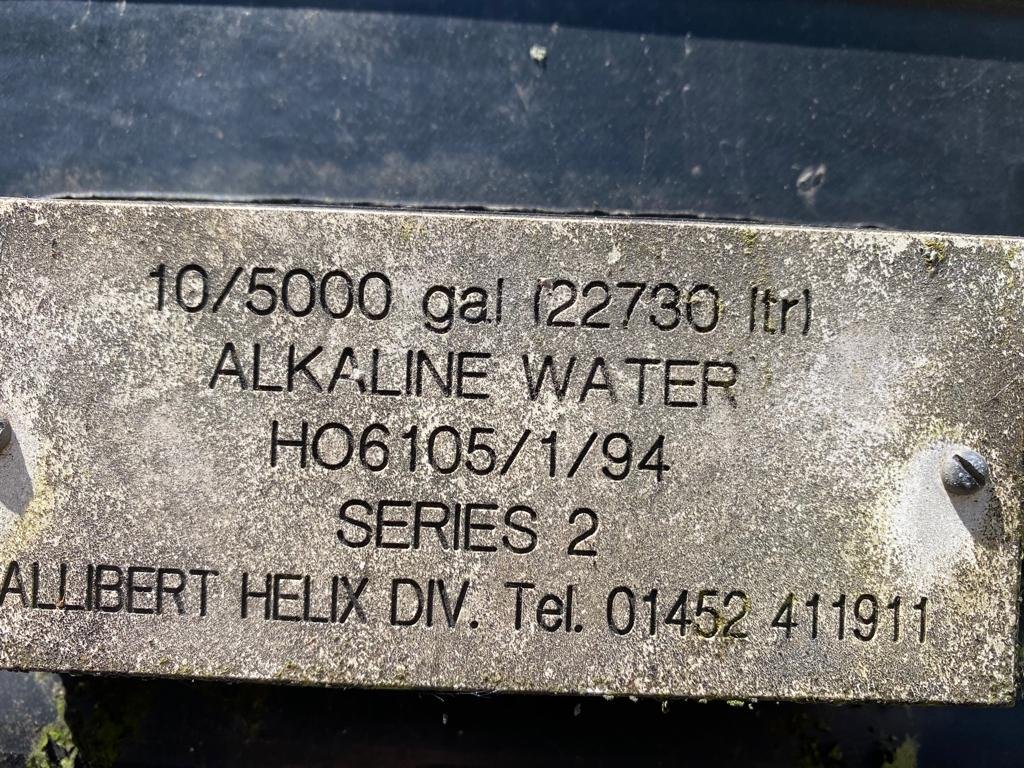 10/5000 gal (22730 ltr)
ALKALINE WATER
HO6105/1/94
SERIES 2
ALLIBERT HELIX DIV. Tel. 01452 411911